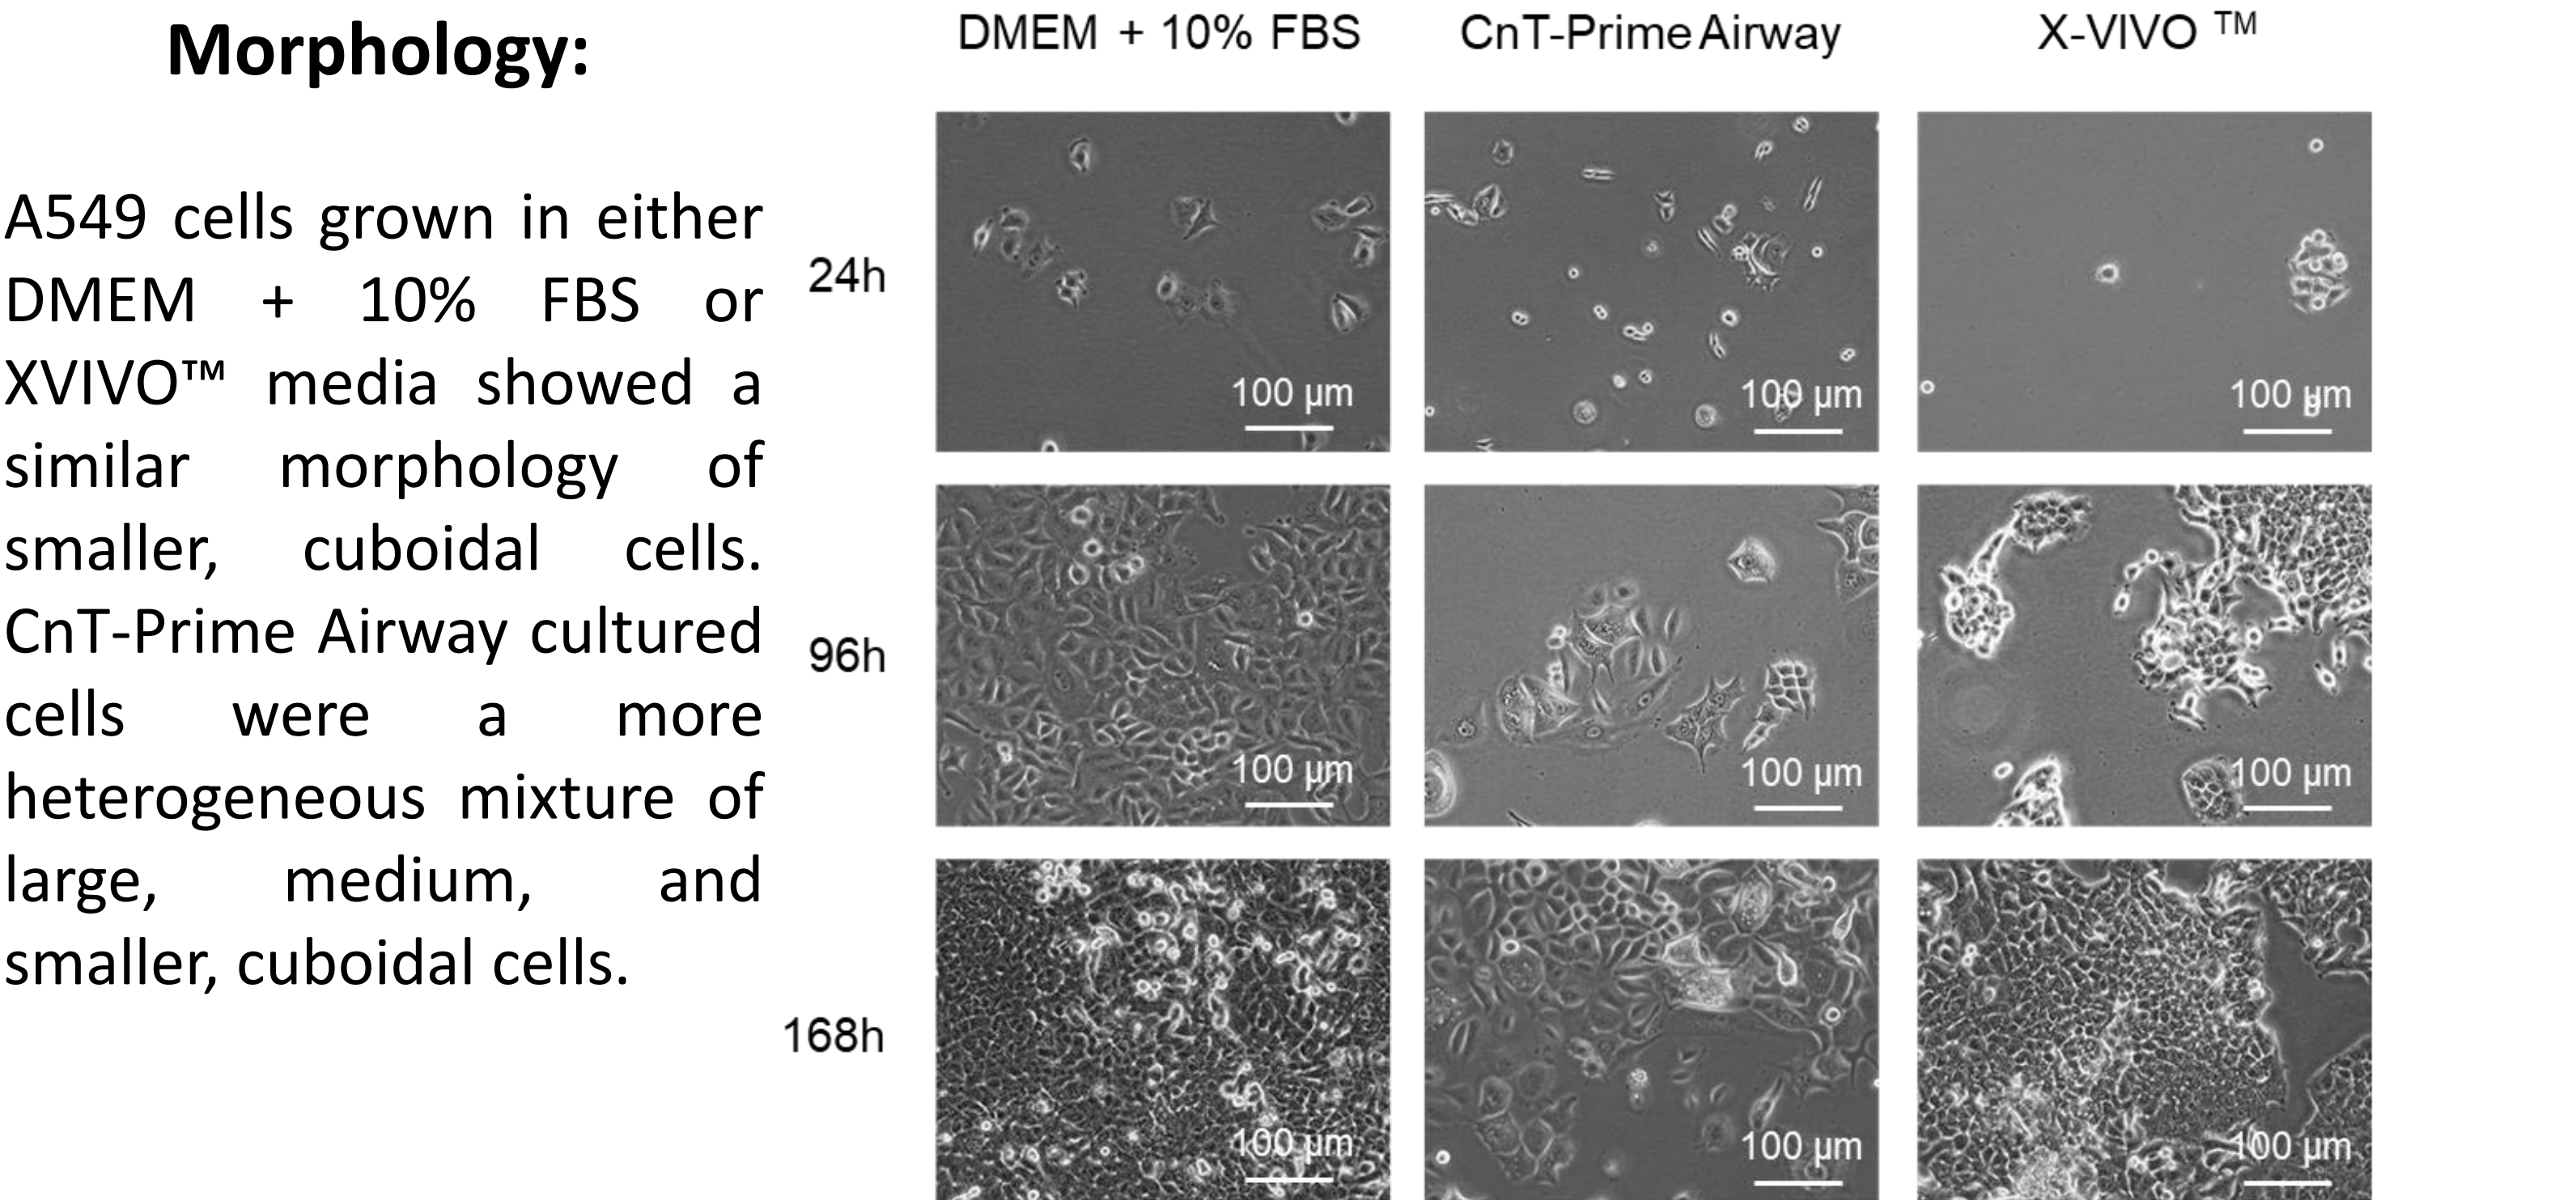 Morphology:
A549 cells grown in either
DMEM + 10% FBS or
XVIVO™ media showed a
similar morphology of
smaller, cuboidal cells.
CnT-Prime Airway cultured
cells were a more
heterogeneous mixture of
large, medium, and
smaller, cuboidal cells.
DMEM + 10% FBS
CnT-Prime Airway
X-VIVO TM
24h
100 µm
100 µm
100 µm
96h
100 µm
100 µm
100 µm
168h
100 µm
100 µm
100 µm